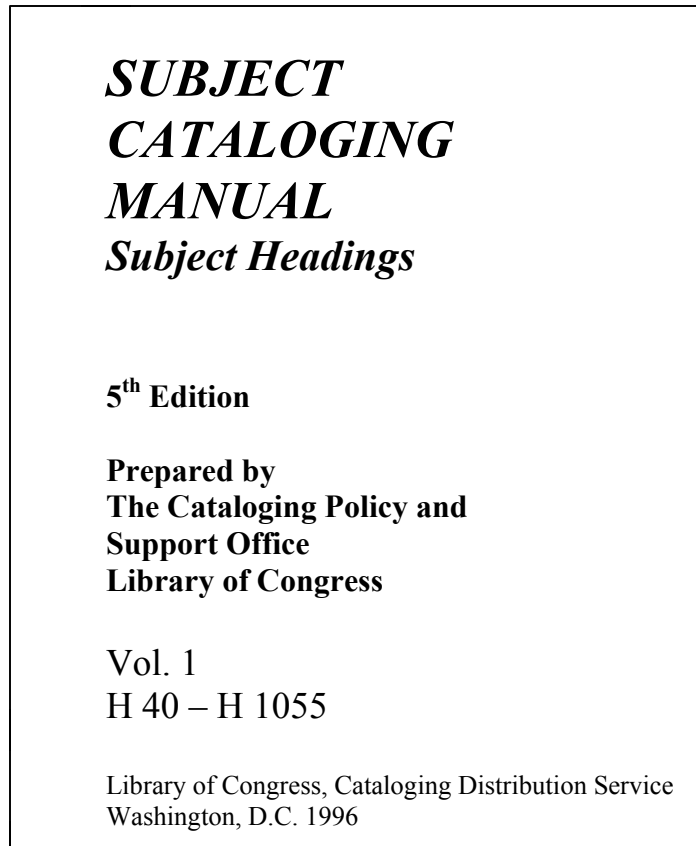 SUBJECT
CATALOGING
MANUAL
Subject Headings
5th Edition
Prepared by
The Cataloging Policy and
Support Office
Library of Congress
Vol. 1
H 40 – H 1055
Library of Congress, Cataloging Distribution Service
Washington, D.C. 1996